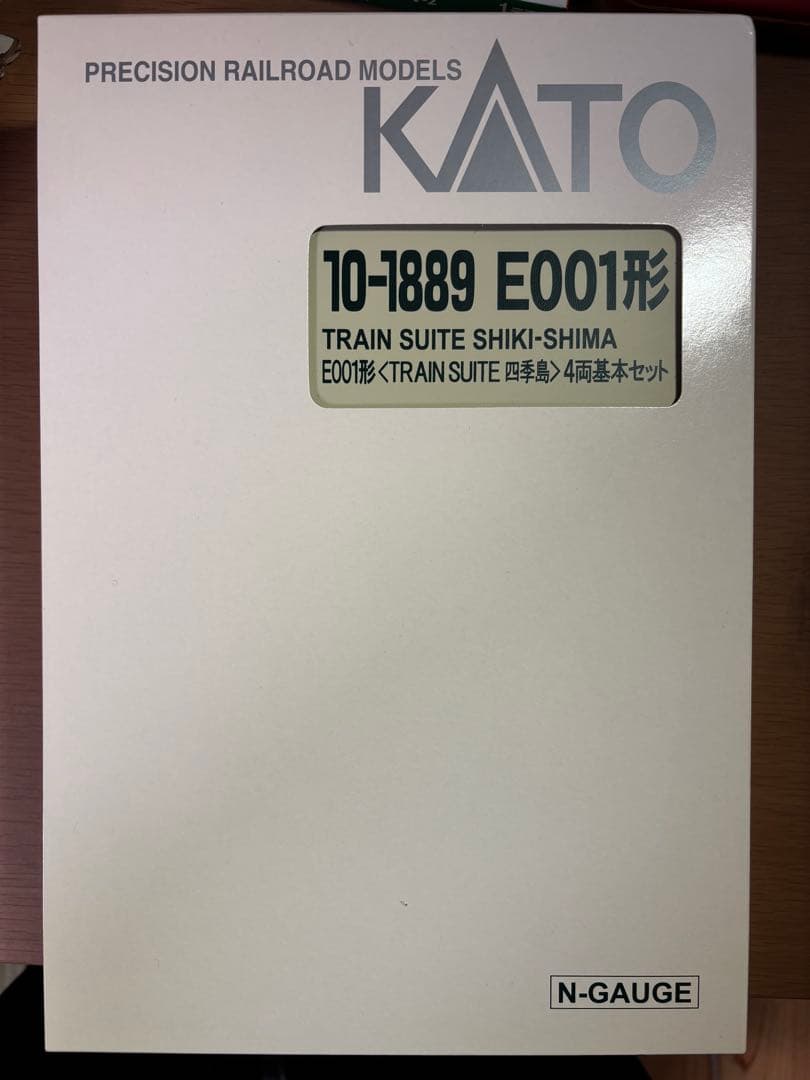 PRECISION RAILROAD MODELS
KATO
10-1889 E001形
TRAIN SUITE SHIKI-SHIMA
E001形〈TRAIN SUITE 四季島〉4両基本セット
N-GAUGE